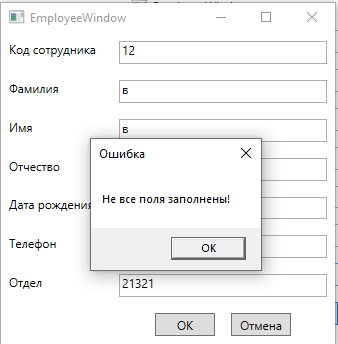 EmployeeWindow
Код сотрудника 12
Фамилия в
Имя в
Ошибка
Отчество
Не все поля заполнены!
Дата рождения
Телефон
OK
Отдел 21321
OK Отмена